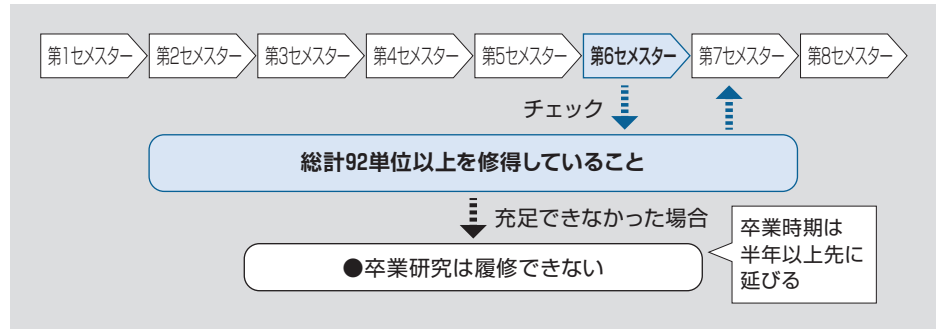 第1セメスター 第2セメスター 第3セメスター 第4セメスター 第5セメスター 第6セメスター 第7セメスター 第8セメスター
チェック
総計92単位以上を修得していること
充足できなかった場合
●卒業研究は履修できない
卒業時期は
半年以上先に
延びる